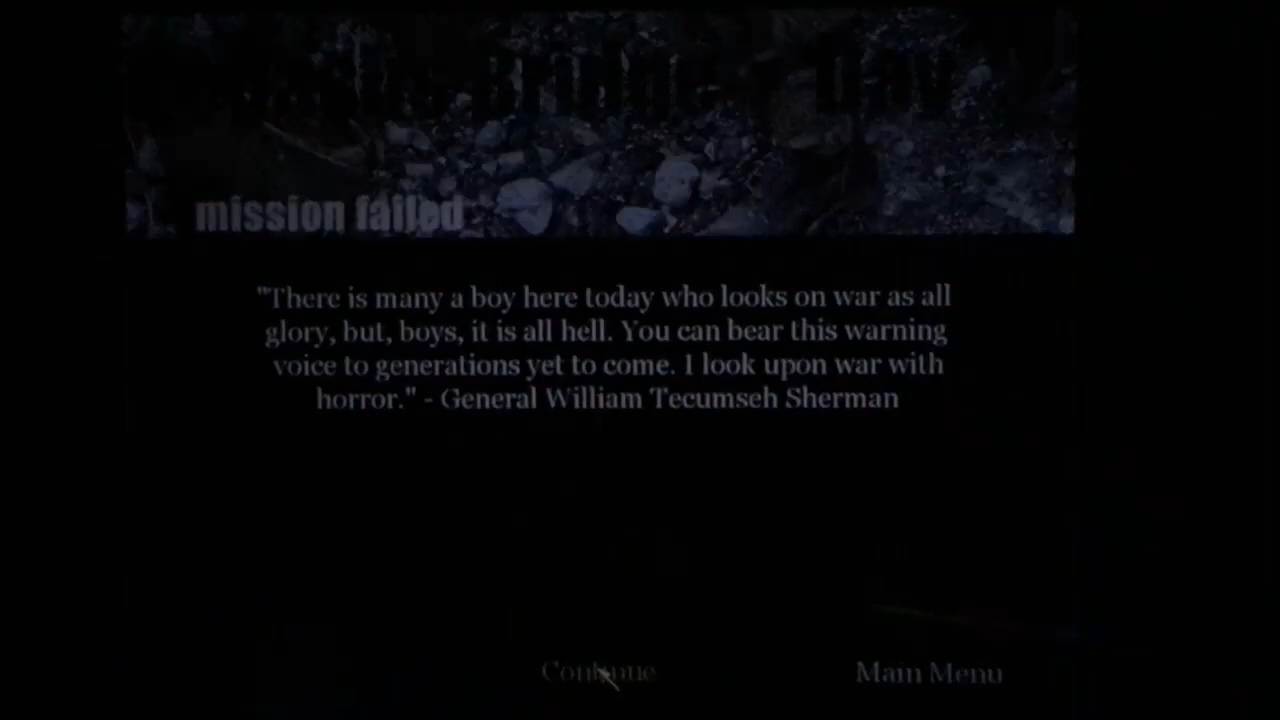 Bridge - Day
mission failed
"There is many a boy here today who looks on war as all
glory, but, boys, it is all hell. You can bear this warning
voice to generations yet to come. I look upon war with
horror." - General William Tecumseh Sherman
Continue
Main Menu